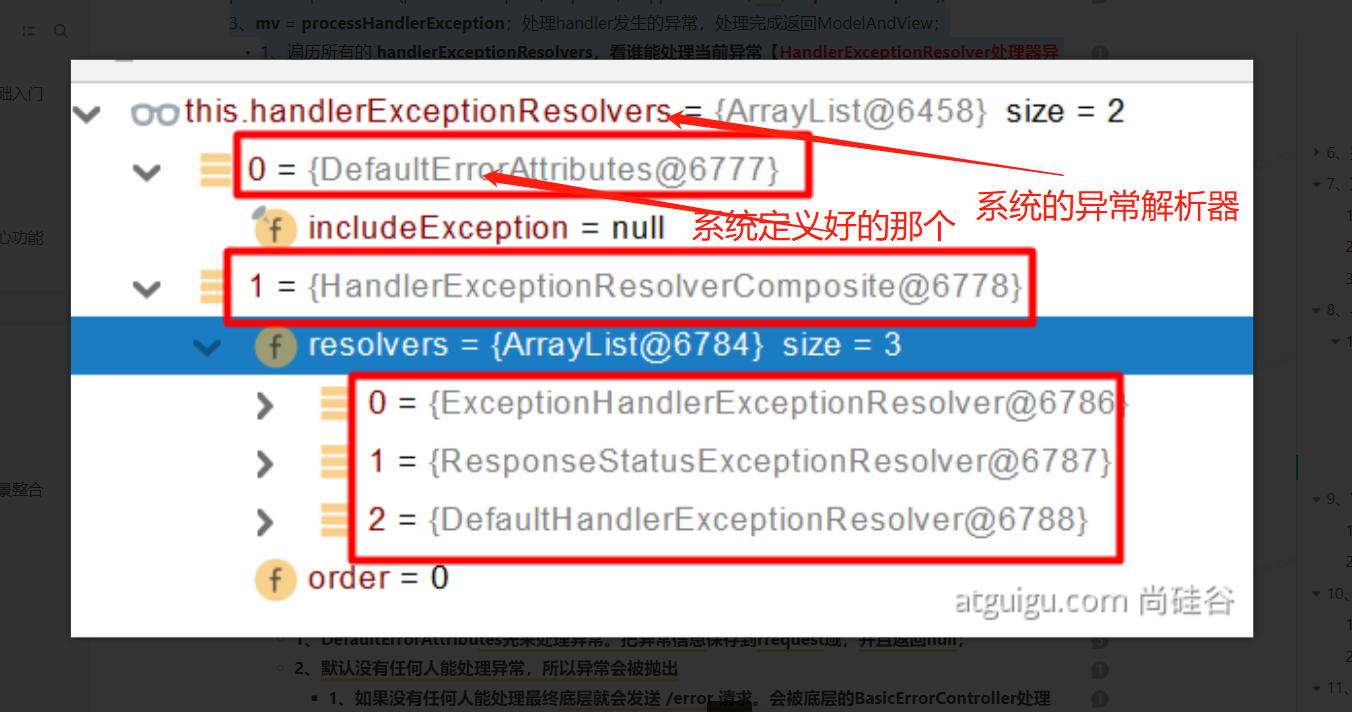 3、mv = processHandlerException；处理handler发生的异常，处理完成返回ModelAndView；
1、遍历所有的 handlerExceptionResolvers，看谁能处理当前异常【HandlerExceptionResolver处理器异
础入门
this.handlerExceptionResolvers = {ArrayList@6458} size = 2
0 = {DefaultErrorAttributes@6777}
系统的异常解析器
includeException = null
系统定义好的那个
心功能
1 = {HandlerExceptionResolverComposite@6778}
resolvers = {ArrayList@6784} size = 3
0 = {ExceptionHandlerExceptionResolver@6786}
1 = {ResponseStatusExceptionResolver@6787}
景整合
2 = {DefaultHandlerExceptionResolver@6788}
order = 0
atguigu.com 尚硅谷
1、DefaultErrorAttributes先来处理异常。把异常信息保存到rrequest域，并且返回null；
2、默认没有任何人能处理异常，所以异常会被抛出
1、如果没有任何人能处理最终底层就会发送 /error 请求。会被底层的BasicErrorController处理
6、
7、
8、
9、
10、
11、